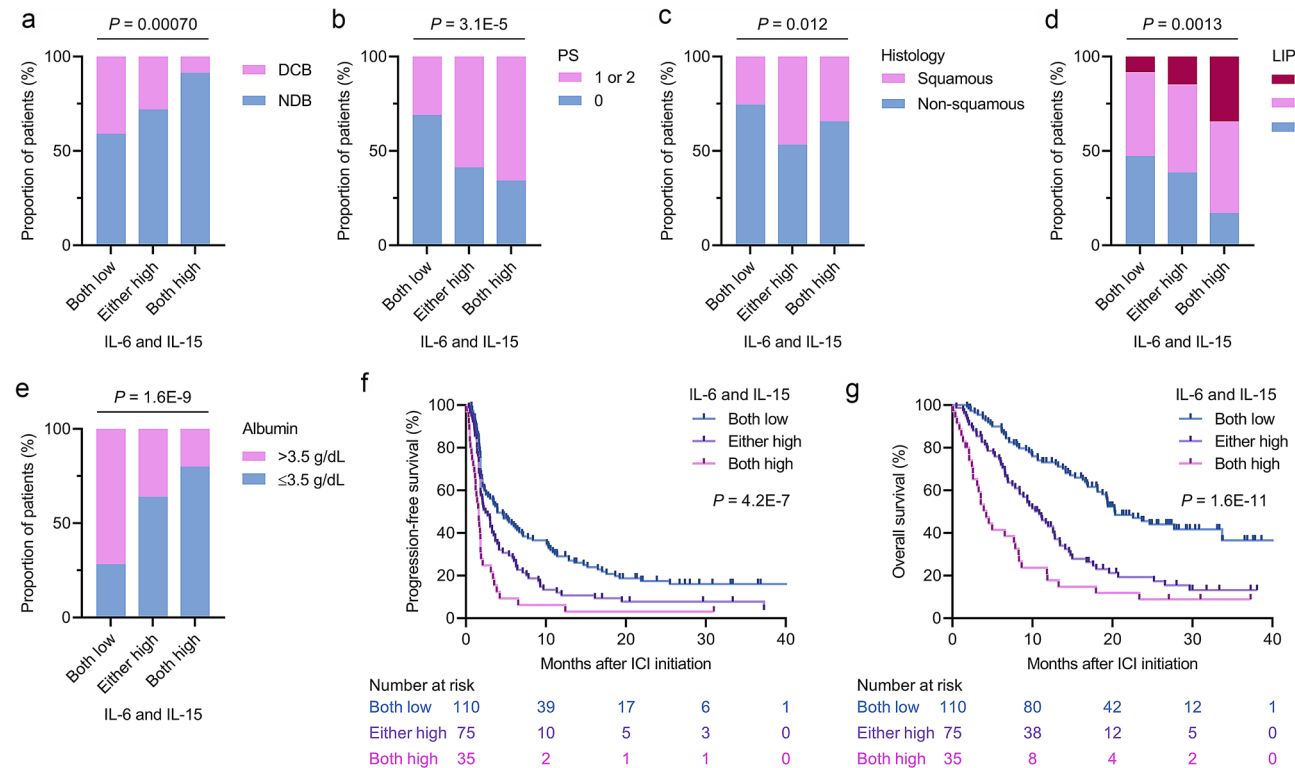 a
P = 0.00070
Proportion of patients (%)
100
50
0
Both low
Either high
Both high
IL-6 and IL-15
DCB
NDB
b
P = 3.1E-5
Proportion of patients (%)
100
50
0
Both low
Either high
Both high
IL-6 and IL-15
PS
1 or 2
0
c
P = 0.012
Proportion of patients (%)
100
50
0
Both low
Either high
Both high
IL-6 and IL-15
Histology
Squamous
Non-squamous
d
P = 0.0013
Proportion of patients (%)
100
50
0
Both low
Either high
Both high
IL-6 and IL-15
LIP
e
P = 1.6E-9
Proportion of patients (%)
100
50
0
Both low
Either high
Both high
IL-6 and IL-15
Albumin
>3.5 g/dL
≤3.5 g/dL
f
Progression-free survival (%)
100
80
60
40
20
0
0 10 20 30 40
Months after ICI initiation
IL-6 and IL-15
Both low
Either high
Both high
P = 4.2E-7
Number at risk
Both low 110 39 17 6 1
Either high 75 10 5 3 0
Both high 35 2 1 1 0
g
Overall survival (%)
100
80
60
40
20
0
0 10 20 30 40
Months after ICI initiation
IL-6 and IL-15
Both low
Either high
Both high
P = 1.6E-11
Number at risk
Both low 110 80 42 12 1
Either high 75 38 12 5 0
Both high 35 8 4 2 0